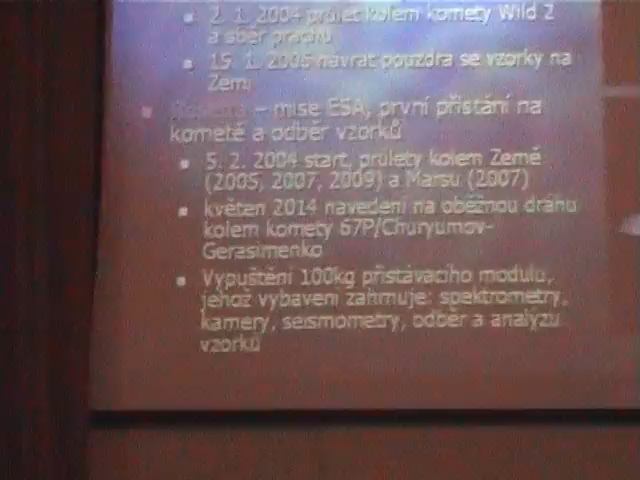 2. 1. 2004 průlet kolem komety Wild 2
a sběr prachu
15. 1. 2006 návrat pouzdra se vzorky na
Zemi
Rosetta – mise ESA, první přistání na
kometě a odběr vzorků
5. 2. 2004 start, průlety kolem Země
(2005, 2007, 2009) a Marsu (2007)
květen 2014 navedení na oběžnou dráhu
kolem komety 67P/Churyumov-
Gerasimenko
Vypuštění 100kg přistávacího modulu,
jehož vybavení zahrnuje: spektrometry,
kamery, seismometry, odběr a analýzu
vzorků